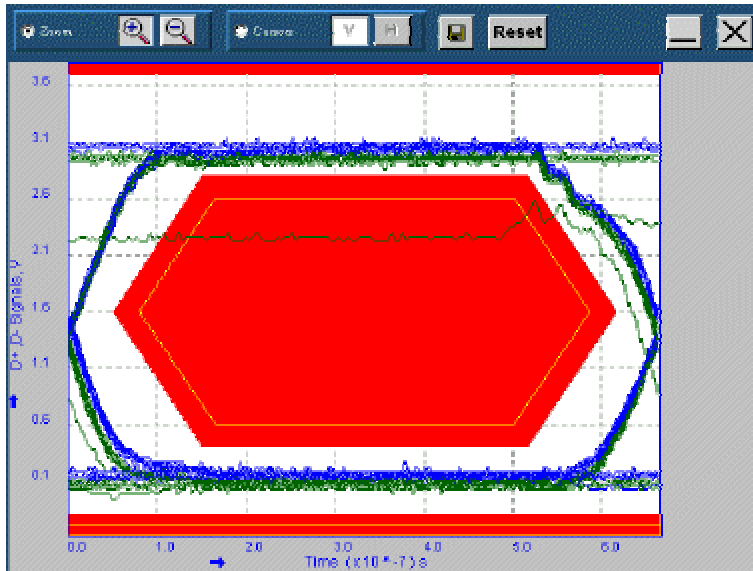 Zoom
Cursor
V
H
Reset
3.6
3.1
2.6
2.1
1.6
1.1
0.6
0.1
D+,D- Signals, V
0.0 1.0 2.0 3.0 4.0 5.0 6.0
Time (x10^-7)s